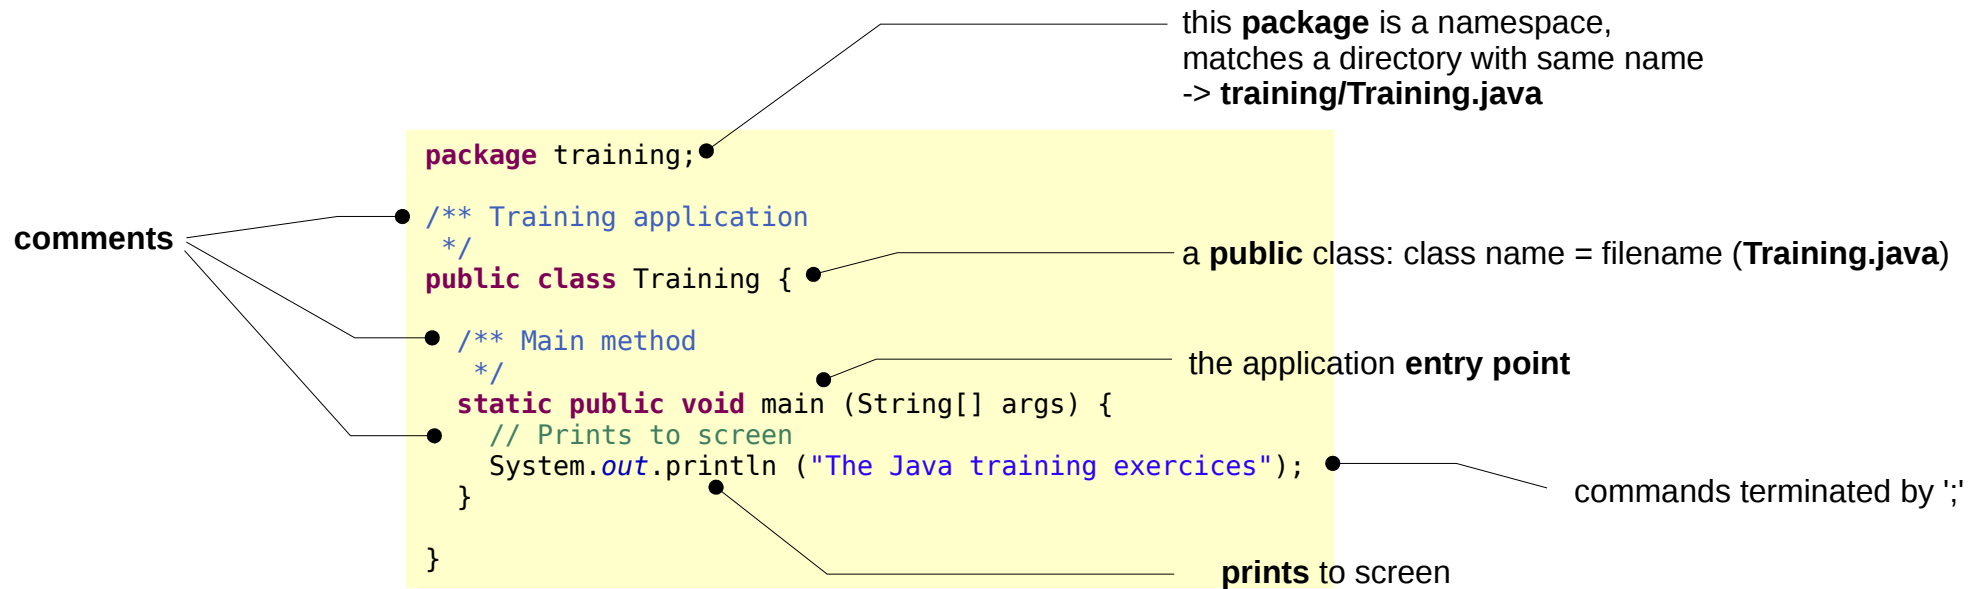 this package is a namespace,
matches a directory with same name
-> training/Training.java
package training;
/** Training application
*/
comments
public class Training {
a public class: class name = filename (Training.java)
/** Main method
*/
the application entry point
static public void main (String[] args) {
// Prints to screen
System.out.println ("The Java training exercices");
commands terminated by ';'
}
}
prints to screen